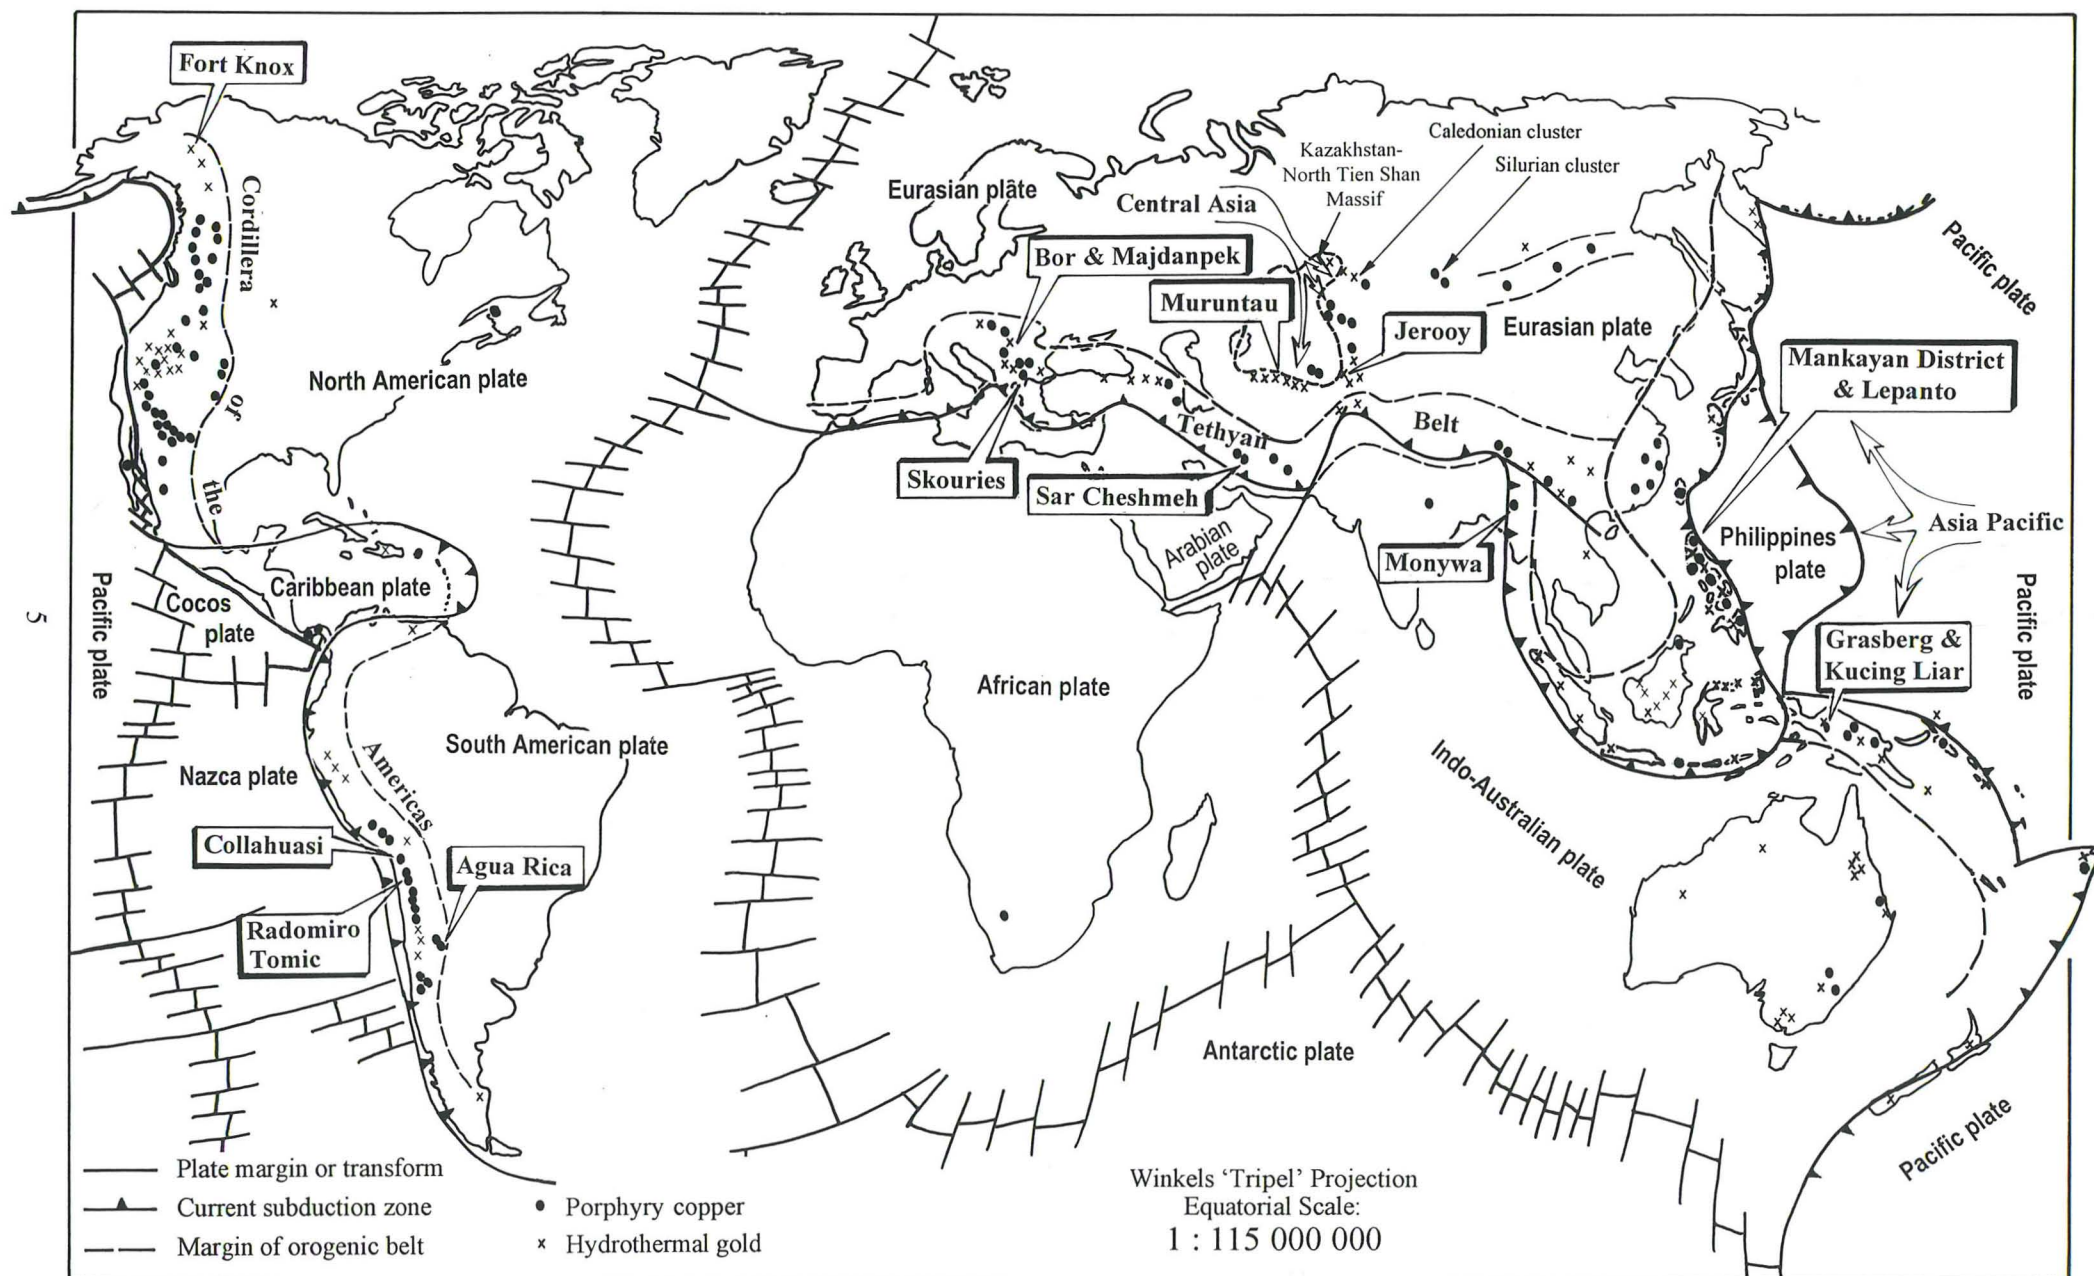 Fort Knox
Cordillera
of
the
Americas
Caledonian cluster
Silurian cluster
Kazakhstan-
North Tien Shan
Massif
Central Asia
Eurasian plate
Bor & Majdanpek
Muruntau
Jerooy
Eurasian plate
Pacific plate
Mankayan District
& Lepanto
North American plate
Tethyan
Belt
Skouries
Sar Cheshmeh
Arabian
plate
Monywa
Philippines
plate
Asia Pacific
Pacific plate
Caribbean plate
Cocos
plate
Pacific plate
5
Grasberg &
Kucing Liar
African plate
South American plate
Nazca plate
Indo-Australian plate
Collahuasi
Agua Rica
Radomiro
Tomic
Antarctic plate
Pacific plate
Plate margin or transform
Current subduction zone
Margin of orogenic belt
Porphyry copper
x Hydrothermal gold
Winkels ‘Tripel’ Projection
Equatorial Scale:
1 : 115 000 000